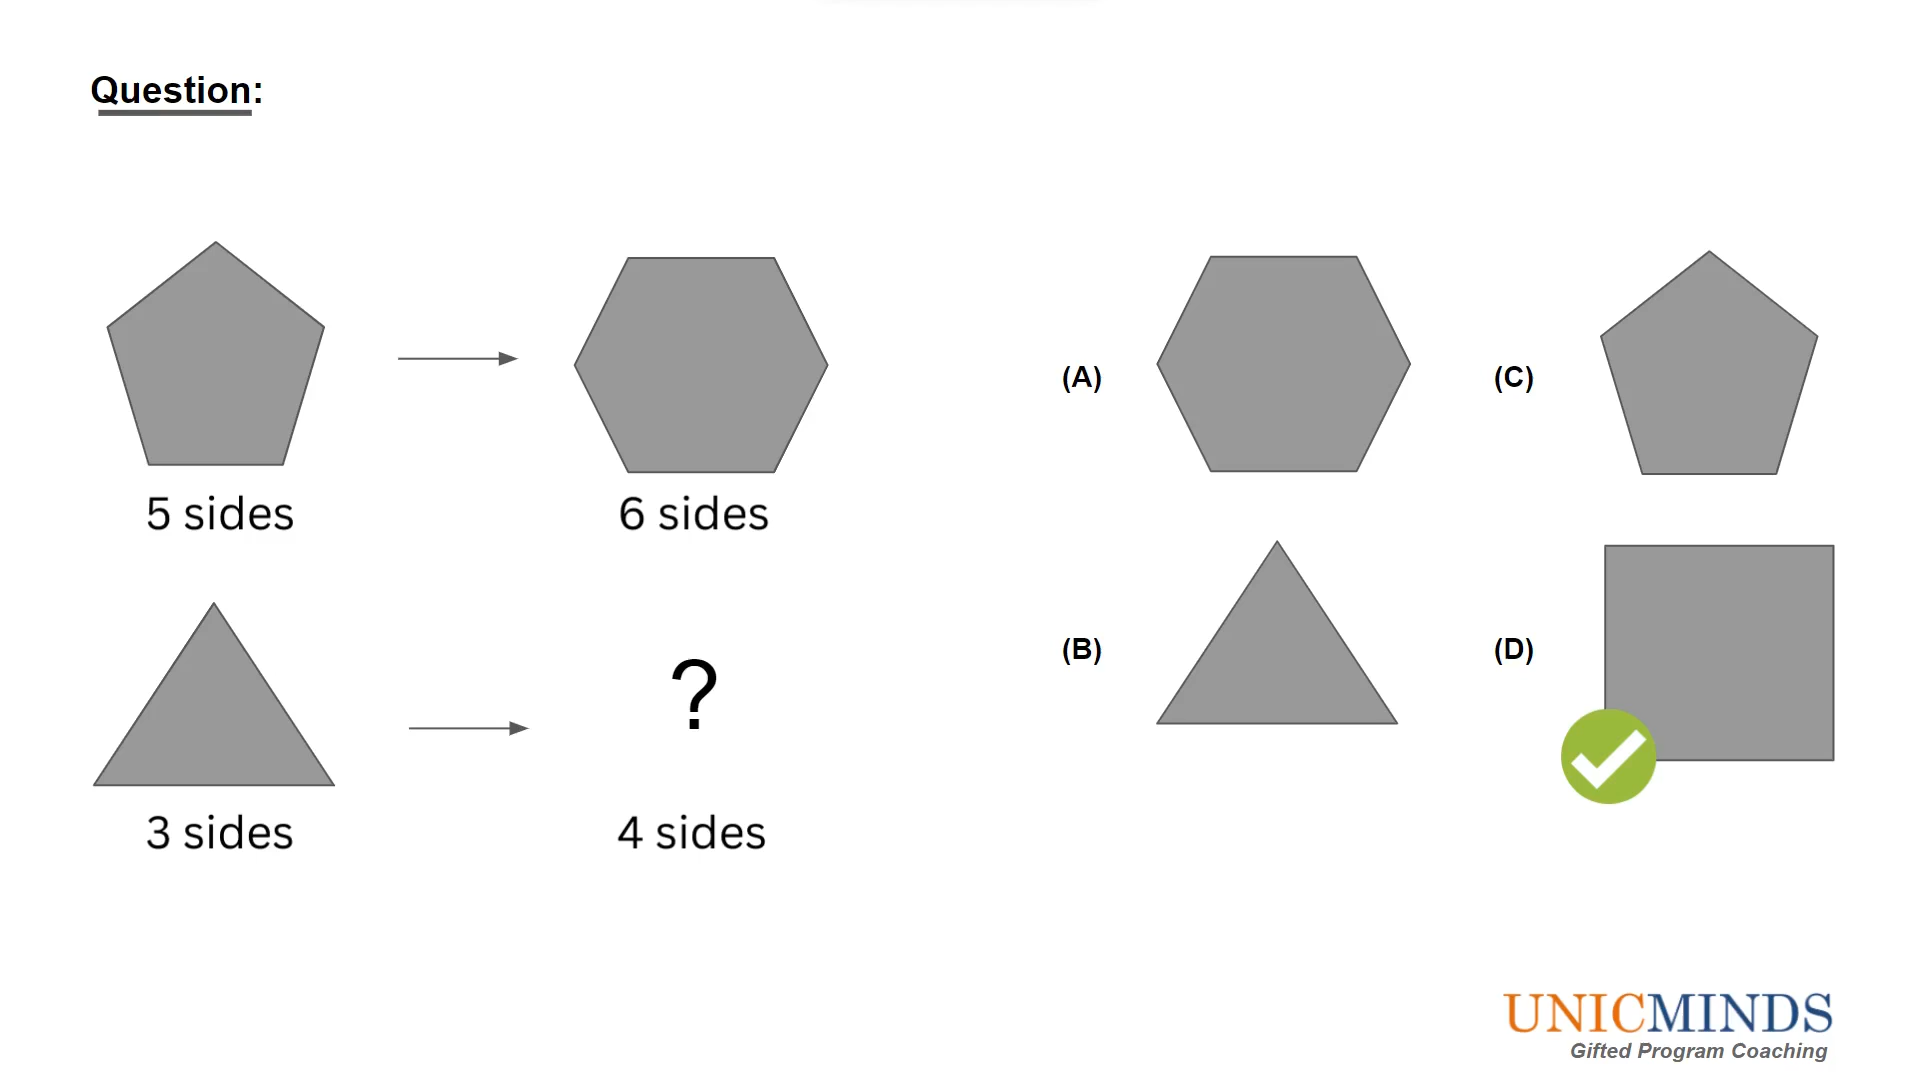 Question:
5 sides
6 sides
3 sides
?
4 sides
(A)
(C)
(B)
(D)
UNICMINDS
Gifted Program Coaching